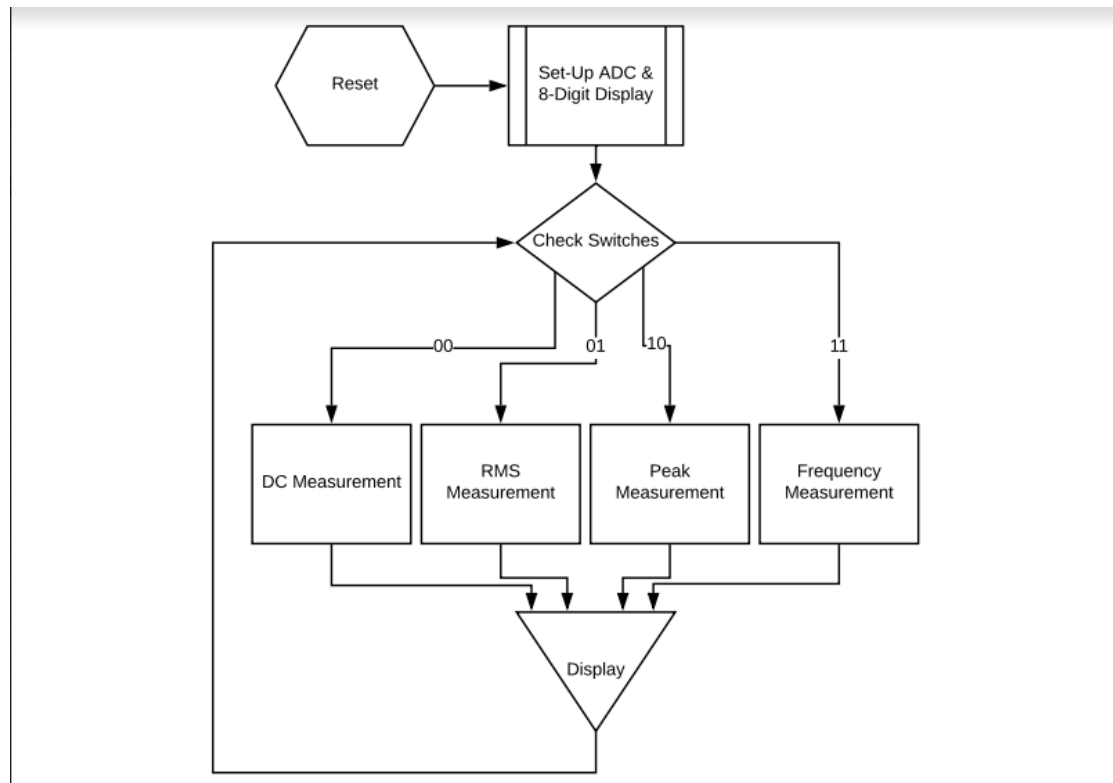 Reset
Set-Up ADC &
8-Digit Display
Check Switches
00
01
10
11
DC Measurement
RMS
Measurement
Peak
Measurement
Frequency
Measurement
Display